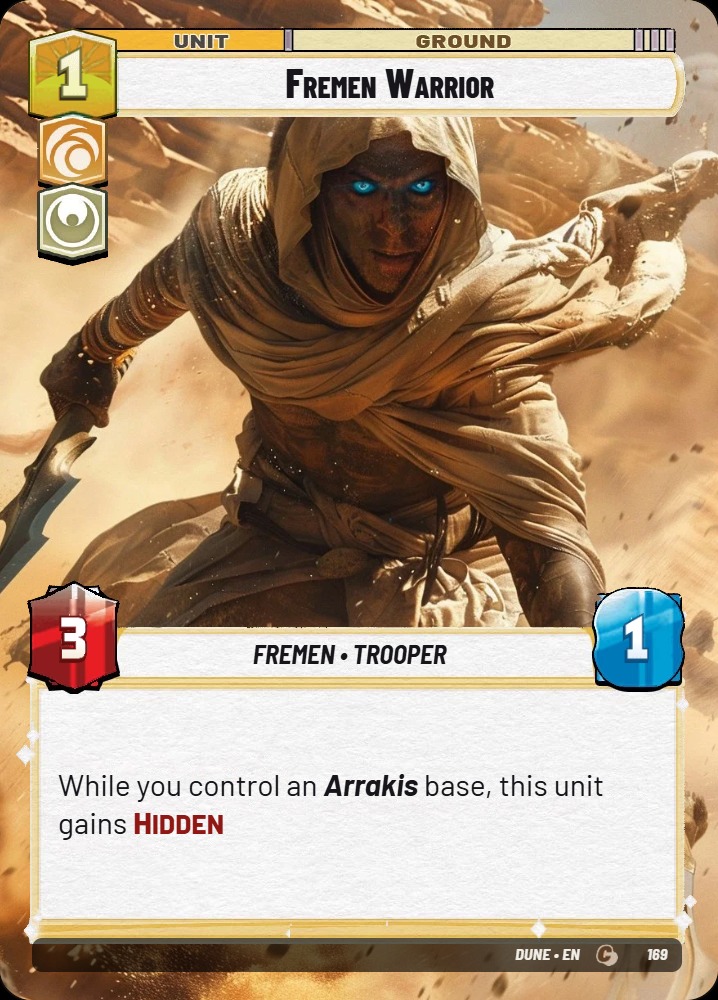 UNIT GROUND
1
FREMEN WARRIOR
3
FREMEN • TROOPER
1
While you control an Arrakis base, this unit
gains HIDDEN
DUNE • EN C 169